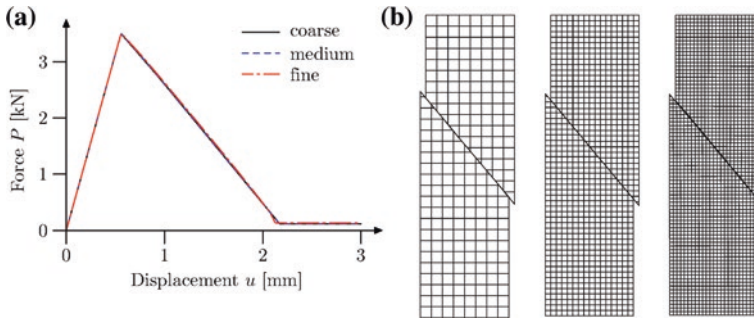 (a)
Force P [kN]
3
2
1
0
0 1 2 3
Displacement u [mm]
coarse
medium
fine
(b)